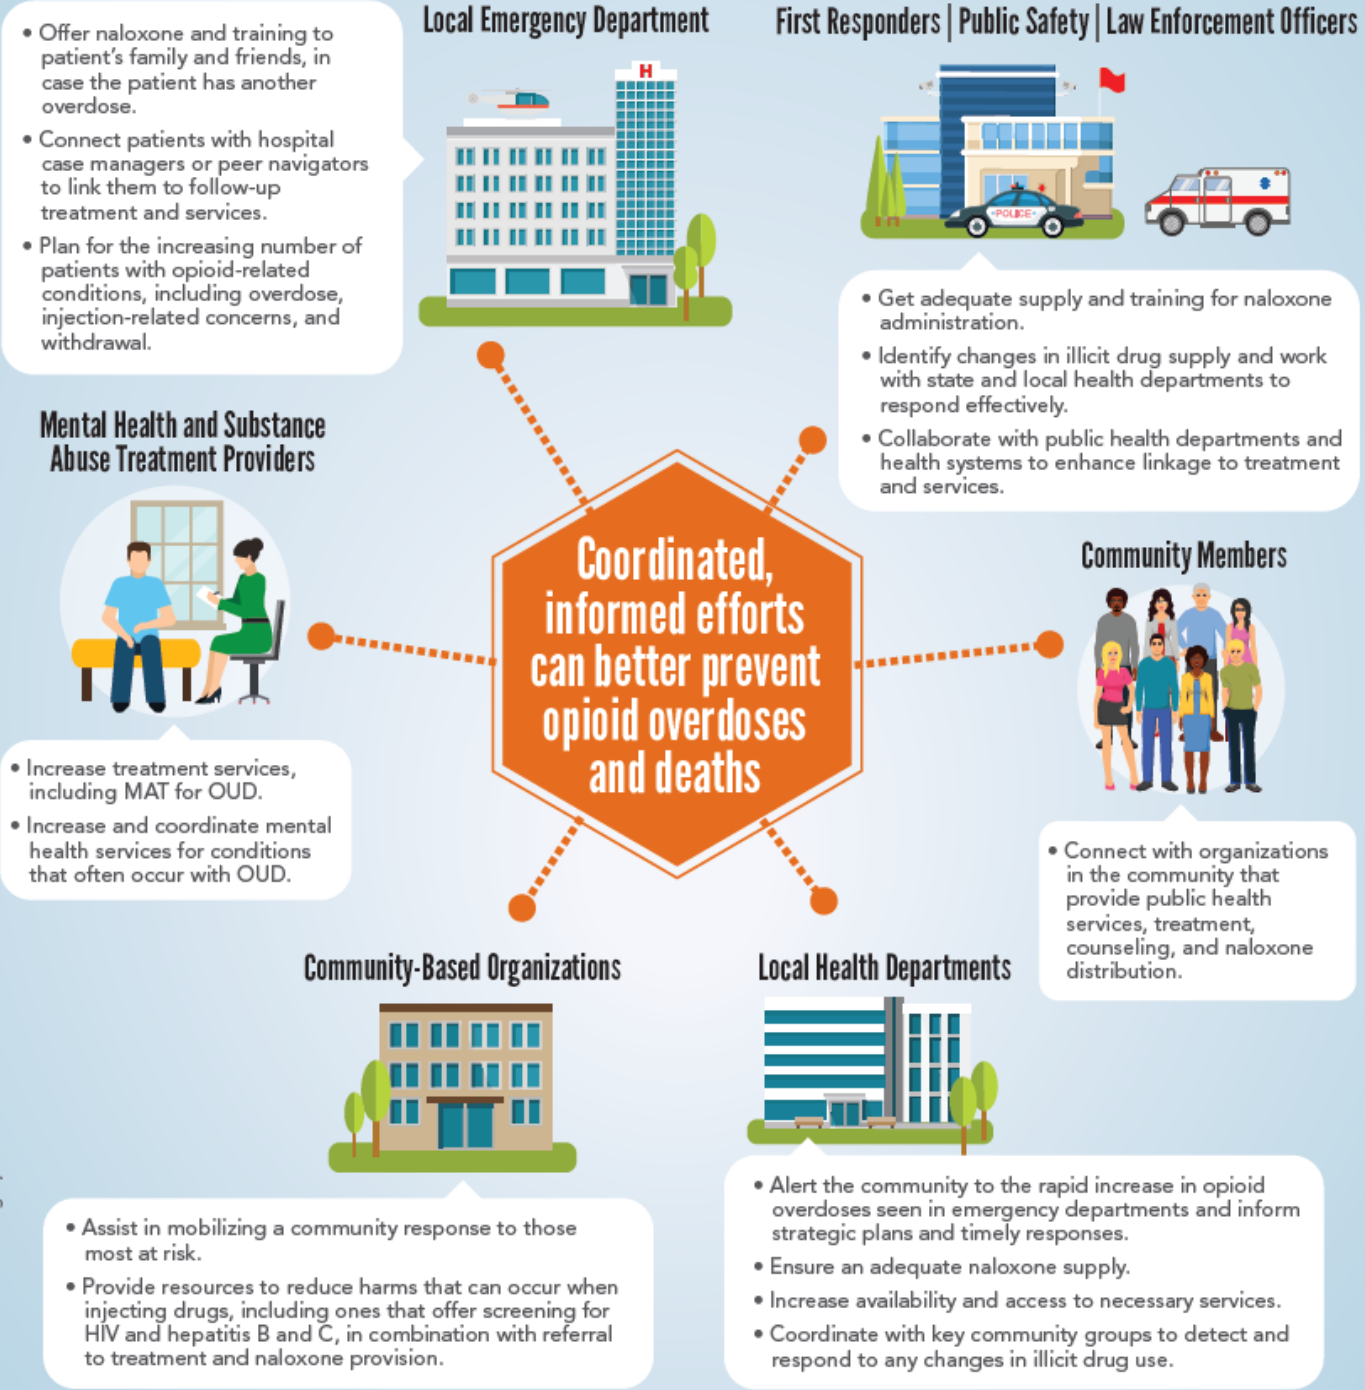 Local Emergency Department
• Offer naloxone and training to
patient's family and friends, in
case the patient has another
overdose.
• Connect patients with hospital
case managers or peer navigators
to link them to follow-up
treatment and services.
• Plan for the increasing number of
patients with opioid-related
conditions, including overdose,
injection-related concerns, and
withdrawal.
H
First Responders | Public Safety | Law Enforcement Officers
POLICE
• Get adequate supply and training for naloxone
administration.
• Identify changes in illicit drug supply and work
with state and local health departments to
respond effectively.
• Collaborate with public health departments and
health systems to enhance linkage to treatment
and services.
Mental Health and Substance
Abuse Treatment Providers
• Increase treatment services,
including MAT for OUD.
• Increase and coordinate mental
health services for conditions
that often occur with OUD.
Coordinated,
informed efforts
can better prevent
opioid overdoses
and deaths
Community Members
• Connect with organizations
in the community that
provide public health
services, treatment,
counseling, and naloxone
distribution.
Community-Based Organizations
• Assist in mobilizing a community response to those
most at risk.
• Provide resources to reduce harms that can occur when
injecting drugs, including ones that offer screening for
HIV and hepatitis B and C, in combination with referral
to treatment and naloxone provision.
Local Health Departments
• Alert the community to the rapid increase in opioid
overdoses seen in emergency departments and inform
strategic plans and timely responses.
• Ensure an adequate naloxone supply.
• Increase availability and access to necessary services.
• Coordinate with key community groups to detect and
respond to any changes in illicit drug use.